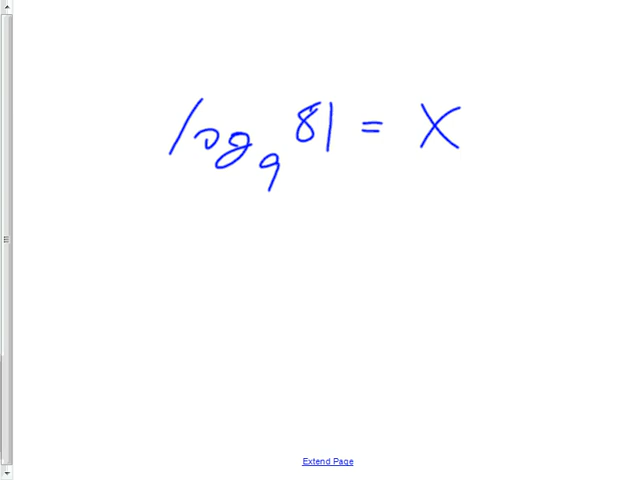 log₉ 81 = X
Extend Page